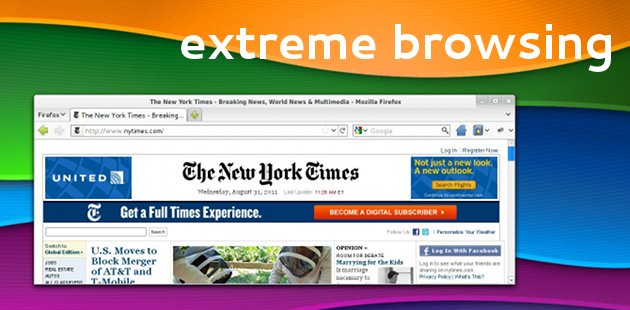 extreme browsing
The New York Times - Breaking News, World News & Multimedia - Mozilla Firefox
Firefox
The New York Times - Breaking...
http://www.nytimes.com/
Google
Log In Register Now
UNITED
The New York Times
Wednesday, August 31, 2011 Last Update: 11:28 AM ET
Not just a new look.
A new outlook.
Search Flights
Continue to continental.com
Get a Full Times Experience.
BECOME A DIGITAL SUBSCRIBER
Search
Follow Us
Personalize Your Weather
Switch to
Global Edition
JOBS
REAL ESTATE
AUTOS
ALL CLASSIFIEDS
U.S. Moves to
Block Merger
of AT&T and
T-Mobile
OPINION »
ROOM FOR DEBATE
Marrying for the Kids
Is marriage
necessary to
Log In With Facebook
Log in to see what your friends are
sharing on nytimes.com.
Privacy Policy | What's This?